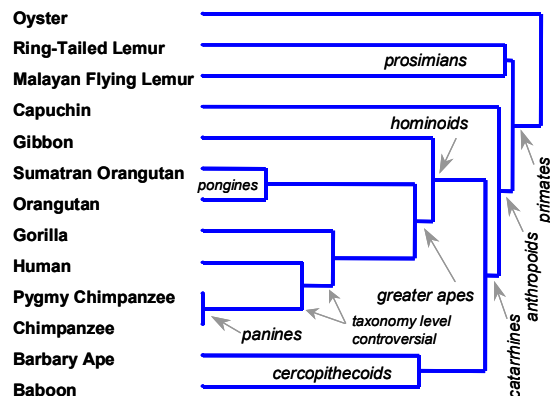 Oyster
Ring-Tailed Lemur
prosimians
Malayan Flying Lemur
Capuchin
hominoids
Gibbon
Sumatran Orangutan
pongines
Orangutan
primates
Gorilla
anthropoids
Human
greater apes
Pygmy Chimpanzee
taxonomy level
controversial
Chimpanzee
panines
catarrhines
Barbary Ape
cercopithecoids
Baboon